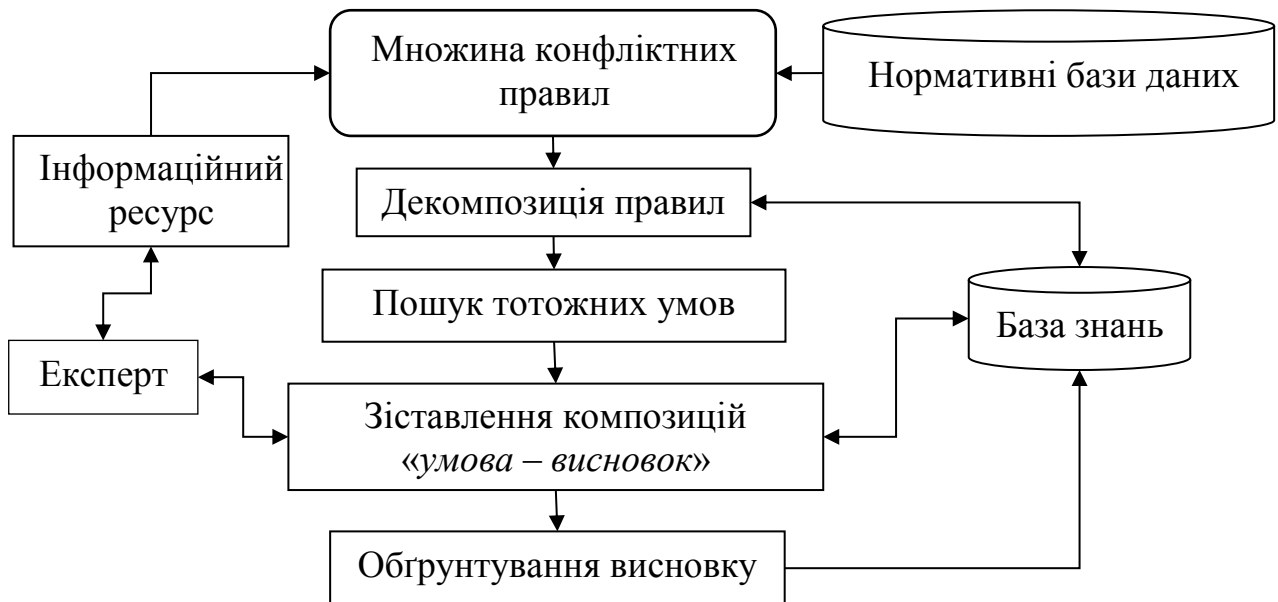 Множина конфліктних
правил
Нормативні бази даних
Інформаційний
ресурс
Декомпозиція правил
Пошук тотожних умов
База знань
Експерт
Зіставлення композицій
«умова – висновок»
Обґрунтування висновку